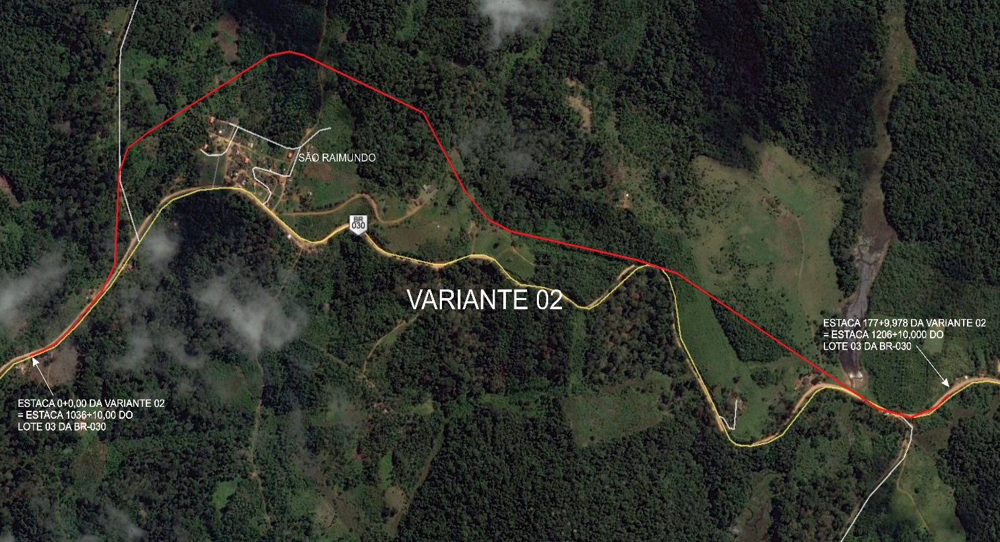 SÃO RAIMUNDO
BR
030
VARIANTE 02
ESTACA 177+9,978 DA VARIANTE 02
= ESTACA 1206+10,000 DO
LOTE 03 DA BR-030
ESTACA 0+0,00 DA VARIANTE 02
= ESTACA 1036+10,00 DO
LOTE 03 DA BR-030